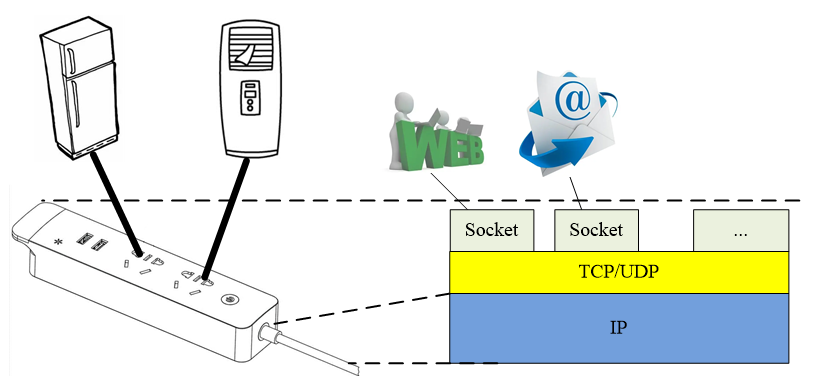 WEB
@
Socket
Socket
...
TCP/UDP
IP